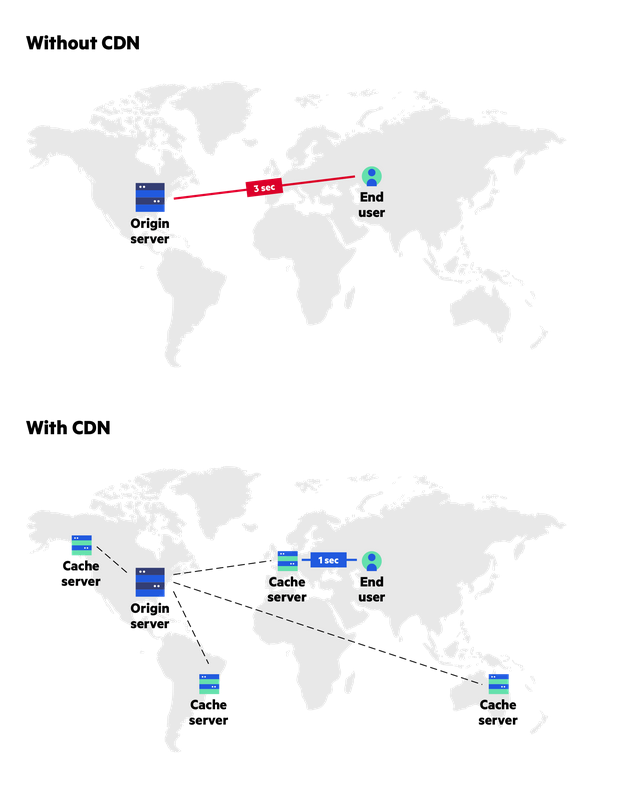 Without CDN
3 sec
Origin
server
End
user
With CDN
Cache
server
Origin
server
Cache
server
1 sec
End
user
Cache
server
Cache
server